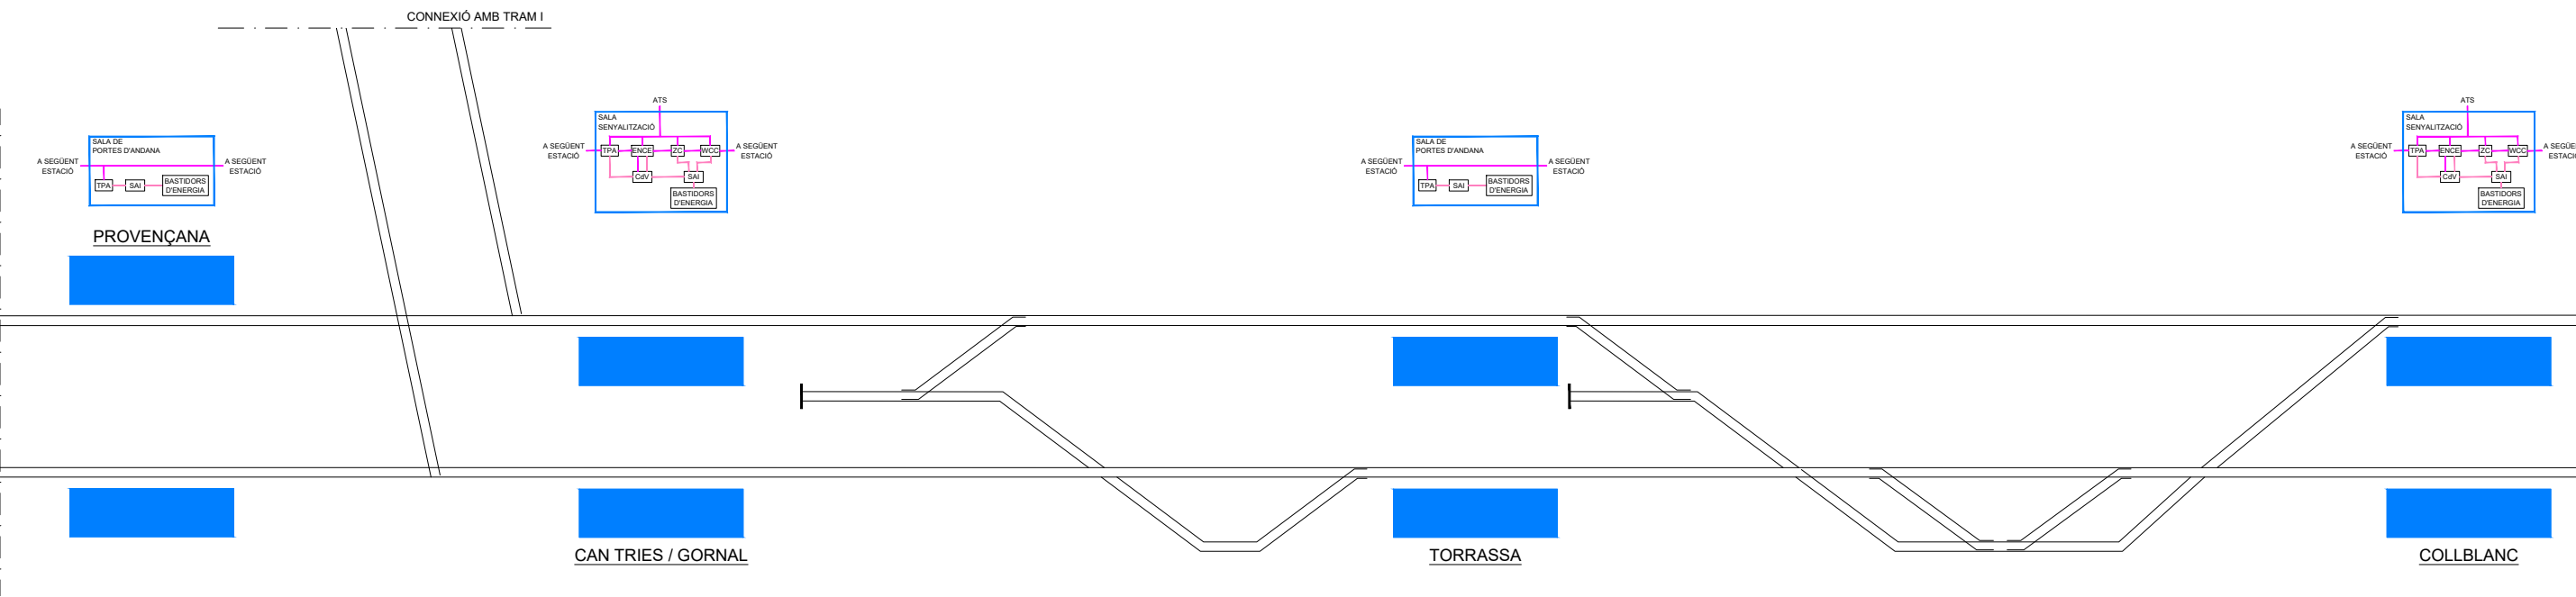 CONNEXIÓ AMB TRAM I
SALA DE
PORTES D'ANDANA
A SEGÜENT
ESTACIÓ
A SEGÜENT
ESTACIÓ
TPA
SAI
BASTIDORS
D'ENERGIA
PROVENÇANA
ATS
SALA
SENYALITZACIÓ
A SEGÜENT
ESTACIÓ
TPA
ENCE
ZC
WCC
A SEGÜENT
ESTACIÓ
CdV
SAI
BASTIDORS
D'ENERGIA
CAN TRIES / GORNAL
SALA DE
PORTES D'ANDANA
A SEGÜENT
ESTACIÓ
A SEGÜENT
ESTACIÓ
TPA
SAI
BASTIDORS
D'ENERGIA
TORRASSA
ATS
SALA
SENYALITZACIÓ
A SEGÜENT
ESTACIÓ
TPA
ENCE
ZC
WCC
A SEGÜE
ESTACIÓ
CdV
SAI
BASTIDORS
D'ENERGIA
COLLBLANC